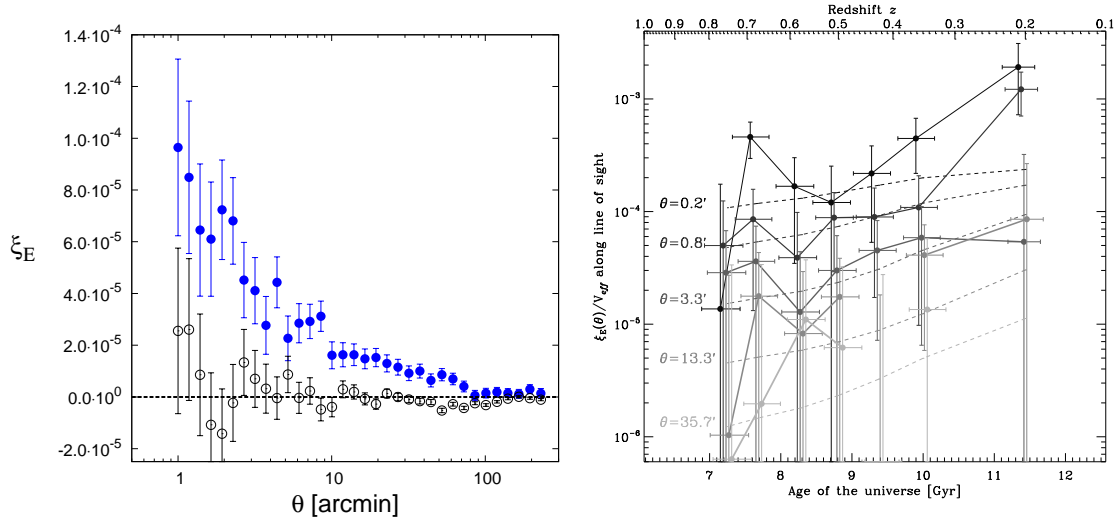 1.4·10⁻⁴
1.2·10⁻⁴
1.0·10⁻⁴
8.0·10⁻⁵
6.0·10⁻⁵
4.0·10⁻⁵
2.0·10⁻⁵
0.0·10⁰
-2.0·10⁻⁵
ξE
1 10 100
θ [arcmin]
Redshift z
1.0 0.9 0.8 0.7 0.6 0.5 0.4 0.3 0.2 0.1
10⁻³
10⁻⁴
10⁻⁵
10⁻⁶
ξE(θ)/Veff along line of sight
θ=0.2'
θ=0.8'
θ=3.3'
θ=13.3'
θ=35.7'
7 8 9 10 11 12
Age of the universe [Gyr]